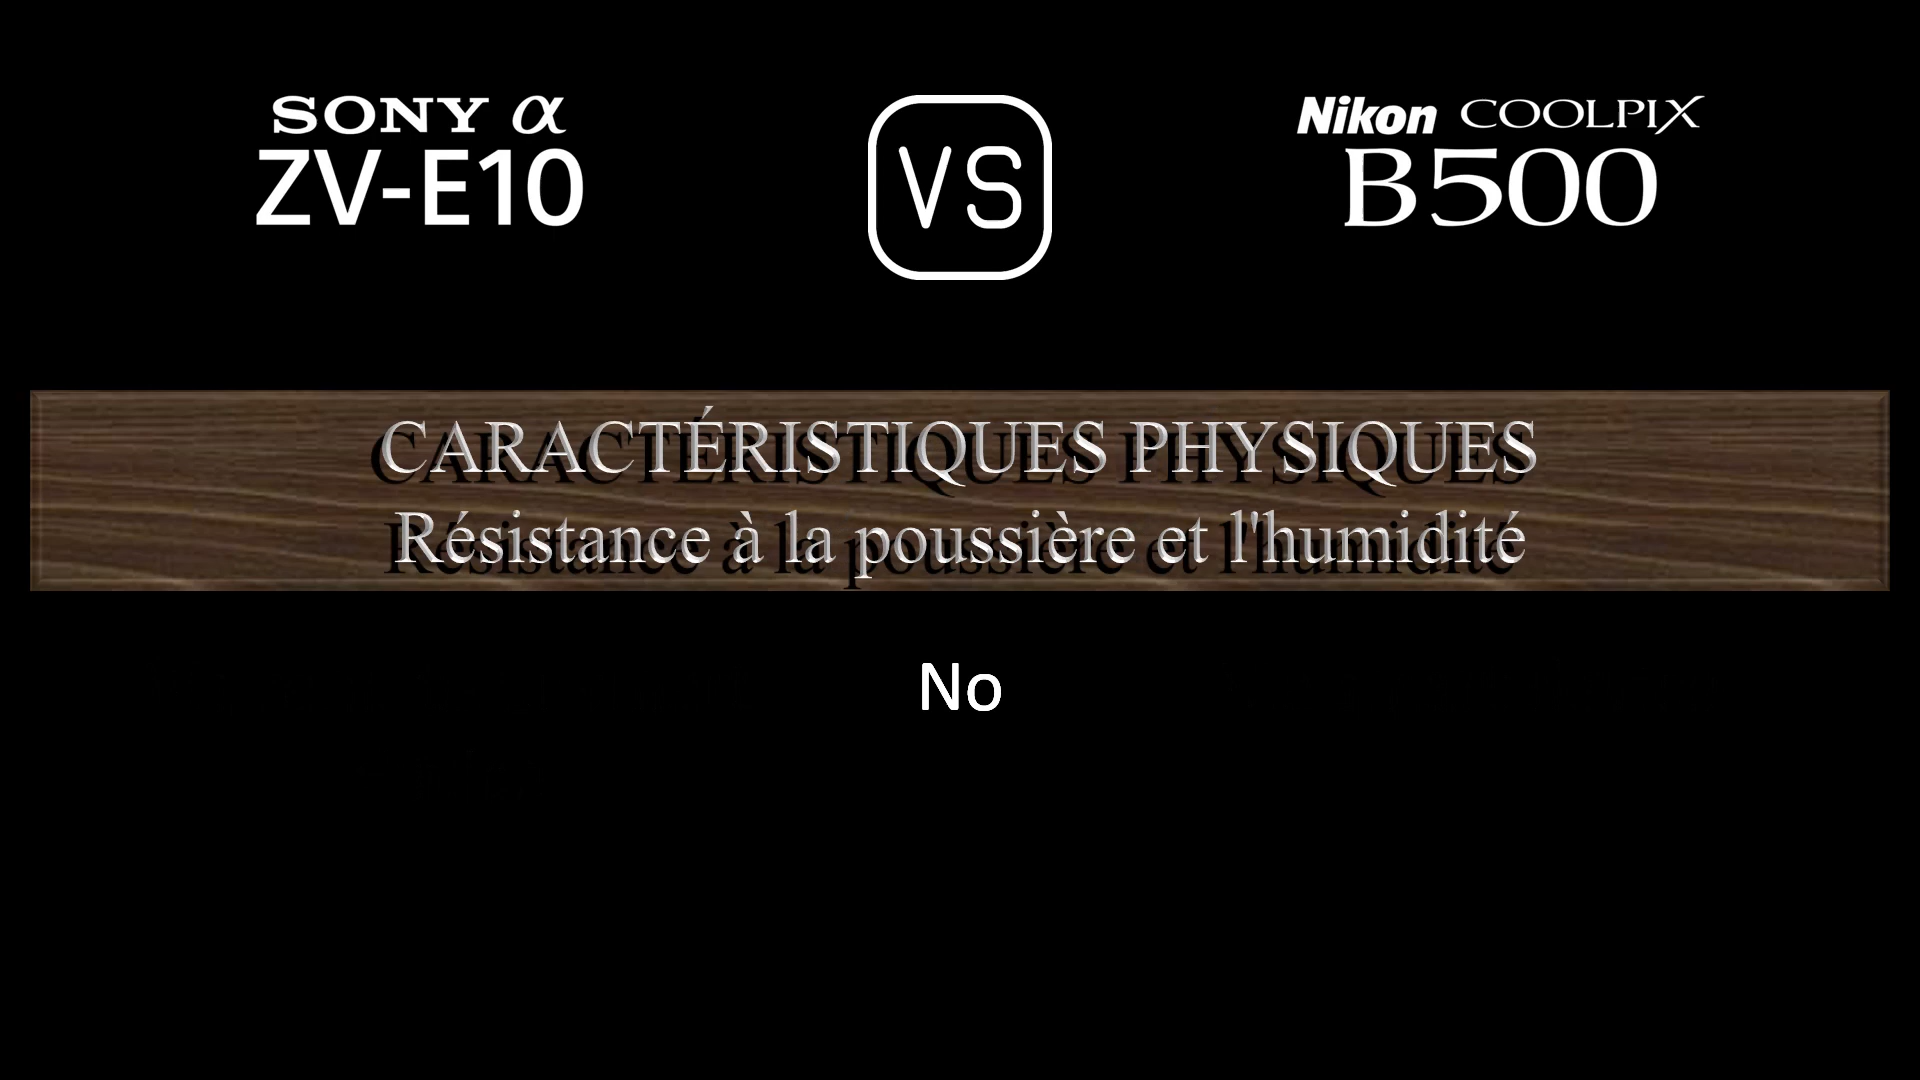 SONY α
ZV-E10
VS
Nikon COOLPIX
B500
CARACTÉRISTIQUES PHYSIQUES
Résistance à la poussière et l'humidité
No